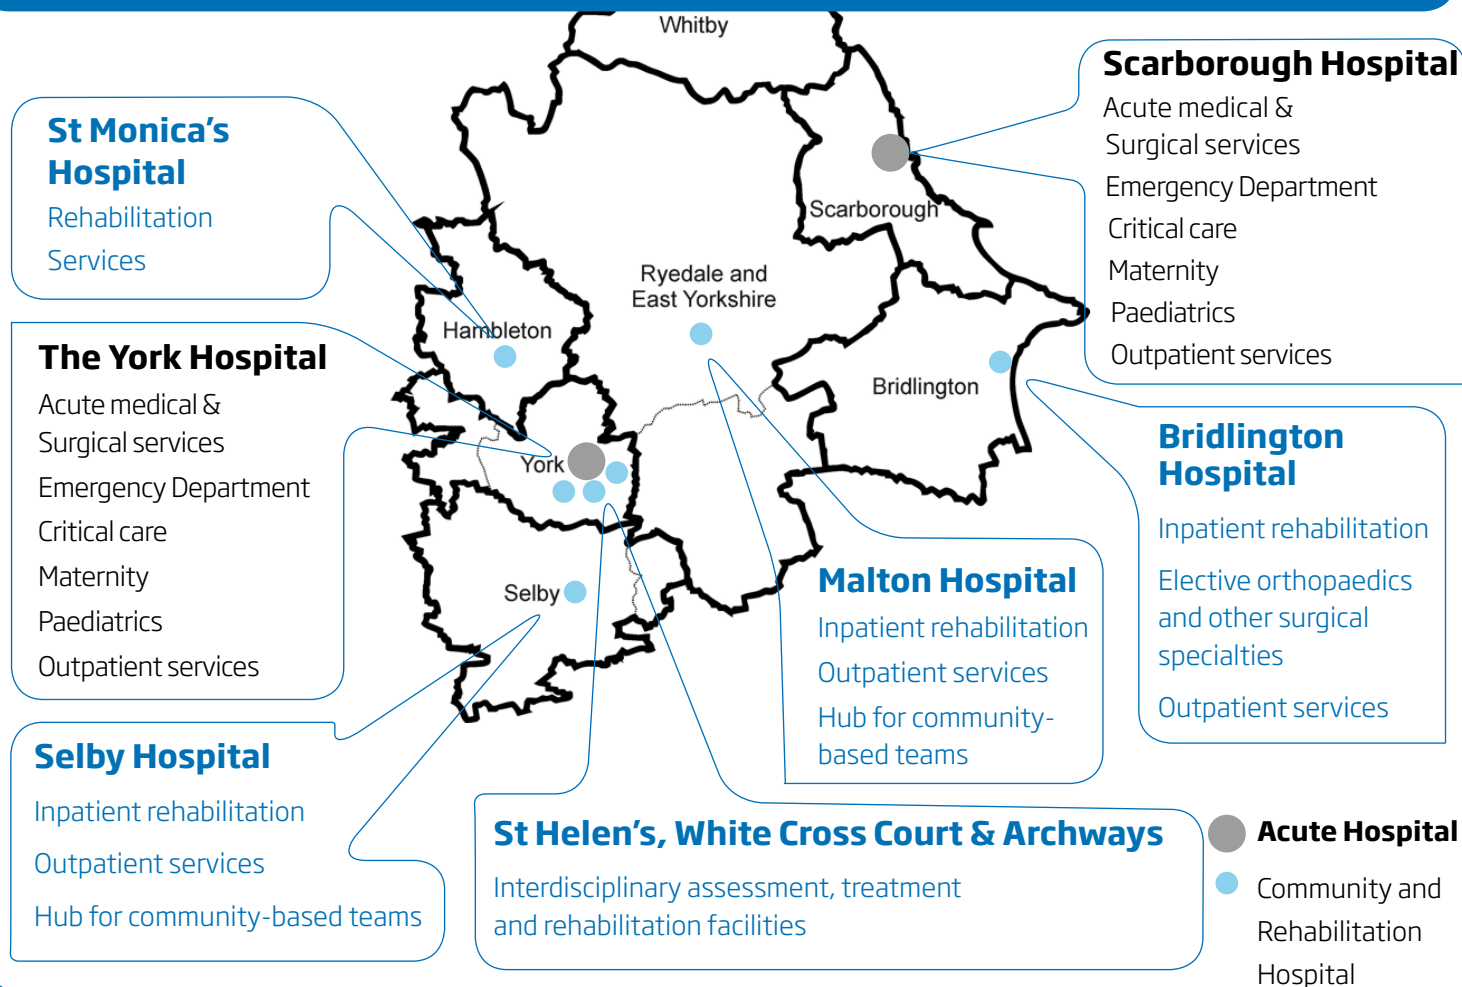 Whitby
Scarborough Hospital
Acute medical &
Surgical services
Emergency Department
Critical care
Maternity
Paediatrics
Outpatient services
St Monica's
Hospital
Rehabilitation
Services
Scarborough
Ryedale and
East Yorkshire
Hambleton
The York Hospital
Acute medical &
Surgical services
Emergency Department
Critical care
Maternity
Paediatrics
Outpatient services
Bridlington
York
Selby
Bridlington
Hospital
Inpatient rehabilitation
Elective orthopaedics
and other surgical
specialties
Outpatient services
Malton Hospital
Inpatient rehabilitation
Outpatient services
Hub for community-
based teams
Selby Hospital
Inpatient rehabilitation
Outpatient services
Hub for community-based teams
St Helen's, White Cross Court & Archways
Interdisciplinary assessment, treatment
and rehabilitation facilities
Acute Hospital
Community and
Rehabilitation
Hospital